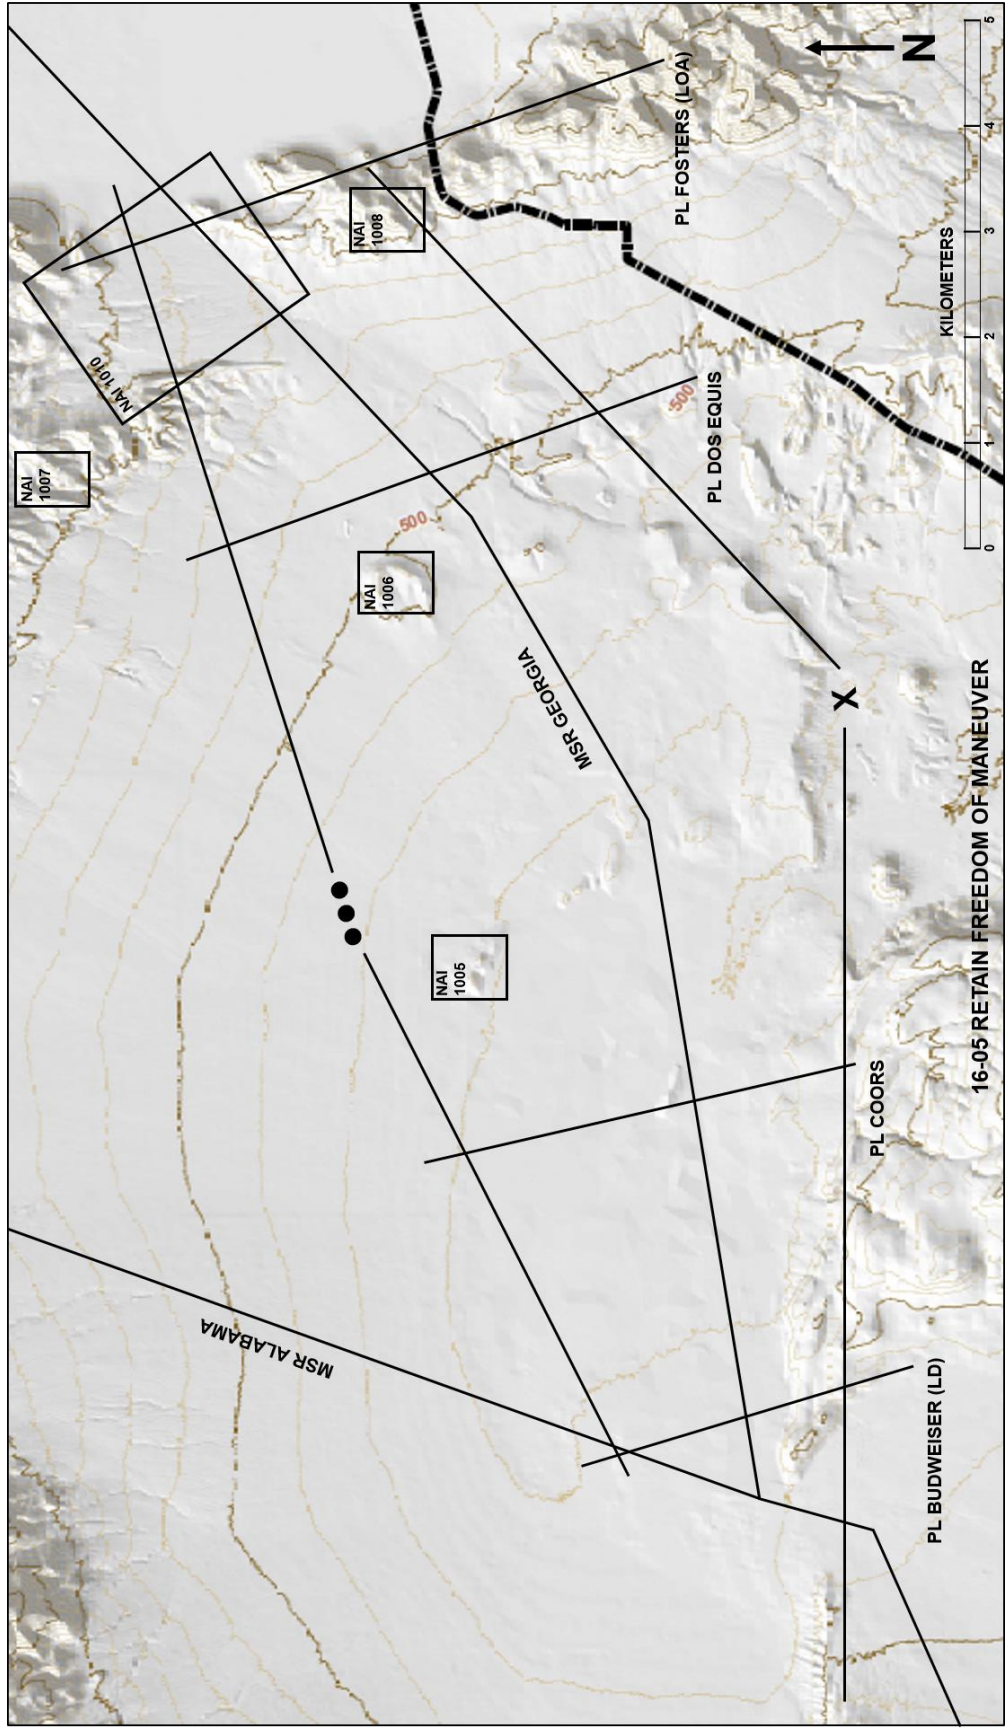 NAI
1007
NAI 1010
MSR ALABAMA
NAI
1008
NAI
1006
500
NAI
1005
MSR GEORGIA
500
PL FOSTERS (LOA)
PL DOS EQUIS
X
PL COORS
N
PL BUDWEISER (LD)
KILOMETERS
16-05 RETAIN FREEDOM OF MANEUVER
0 1 2 3 4 5